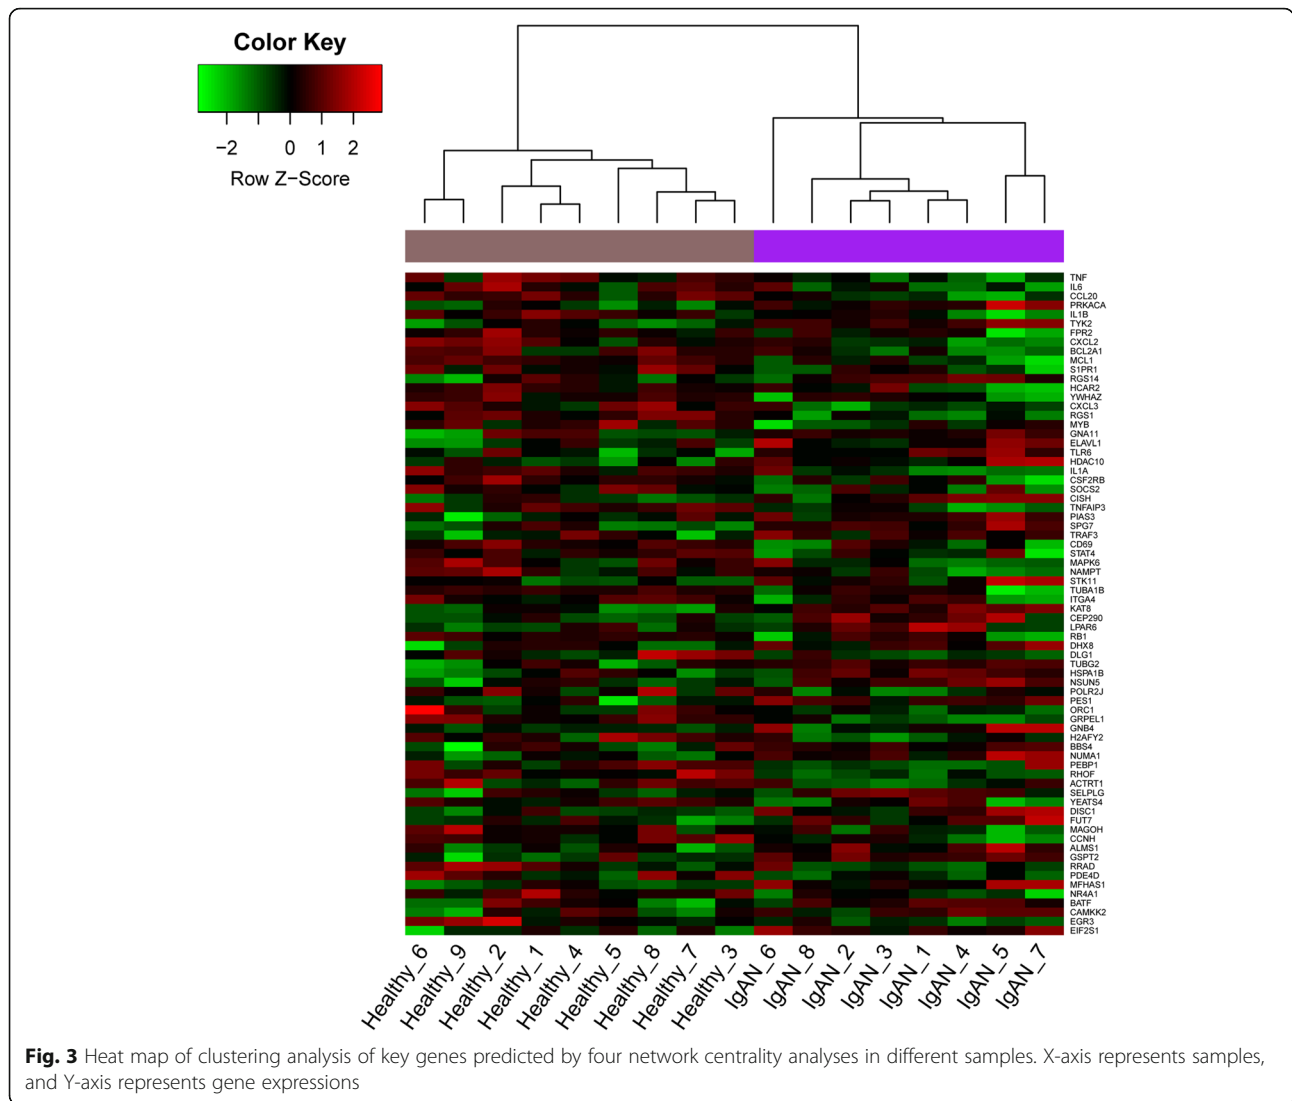 Color Key
−2 0 1 2
Row Z−Score
TNF
IL6
CCL20
PRKACA
IL1B
TYK2
FPR2
CXCL2
BCL2A1
MCL1
S1PR1
RGS14
HCAR2
YWHAZ
CXCL3
RGS1
MYB
GNA11
ELAVL1
TLR6
HDAC10
IL1A
CSF2RB
SOCS2
CISH
TNFAIP3
PIAS3
SPG7
TRAF3
CD69
STAT4
MAPK6
NAMPT
STK11
TUBA1B
ITGA4
KAT8
CEP290
LPAR6
RB1
DHX8
DLG1
TUBG2
HSPA1B
NSUN5
POLR2J
PES1
ORC1
GRPEL1
GNB4
H2AFY2
BBS4
NUMA1
PEBP1
RHOF
ACTRT1
SELPLG
YEATS4
DISC1
FUT7
MAGOH
CCNH
ALMS1
GSPT2
RRAD
PDE4D
MFHAS1
NR4A1
BATF
CAMKK2
EGR3
EIF2S1
Healthy_6
Healthy_9
Healthy_2
Healthy_1
Healthy_4
Healthy_5
Healthy_8
Healthy_7
Healthy_3
IgAN_6
IgAN_8
IgAN_2
IgAN_3
IgAN_1
IgAN_4
IgAN_5
IgAN_7
Fig. 3 Heat map of clustering analysis of key genes predicted by four network centrality analyses in different samples. X-axis represents samples,
and Y-axis represents gene expressions